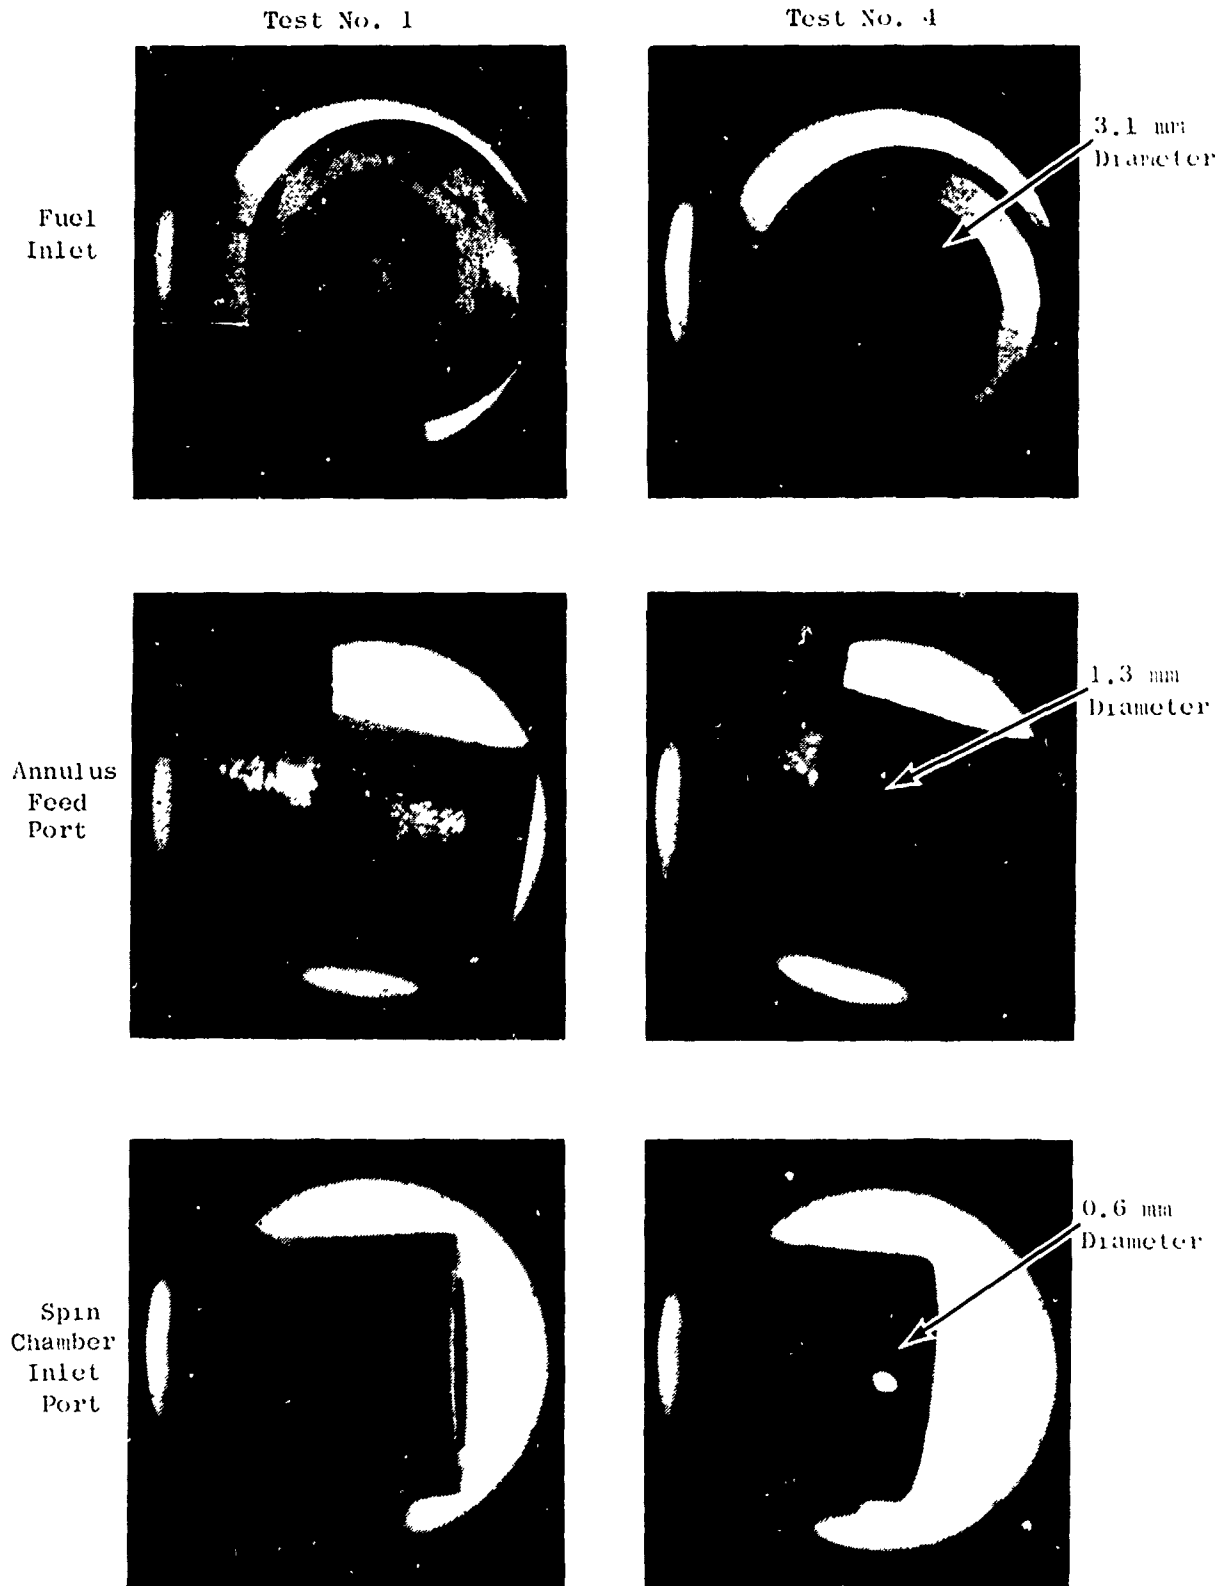 Test No. 1
Test No. 4
3.1 mm
Diameter
Fuel
Inlet
1.3 mm
Diameter
Annulus
Feed
Port
0.6 mm
Diameter
Spin
Chamber
Inlet
Port